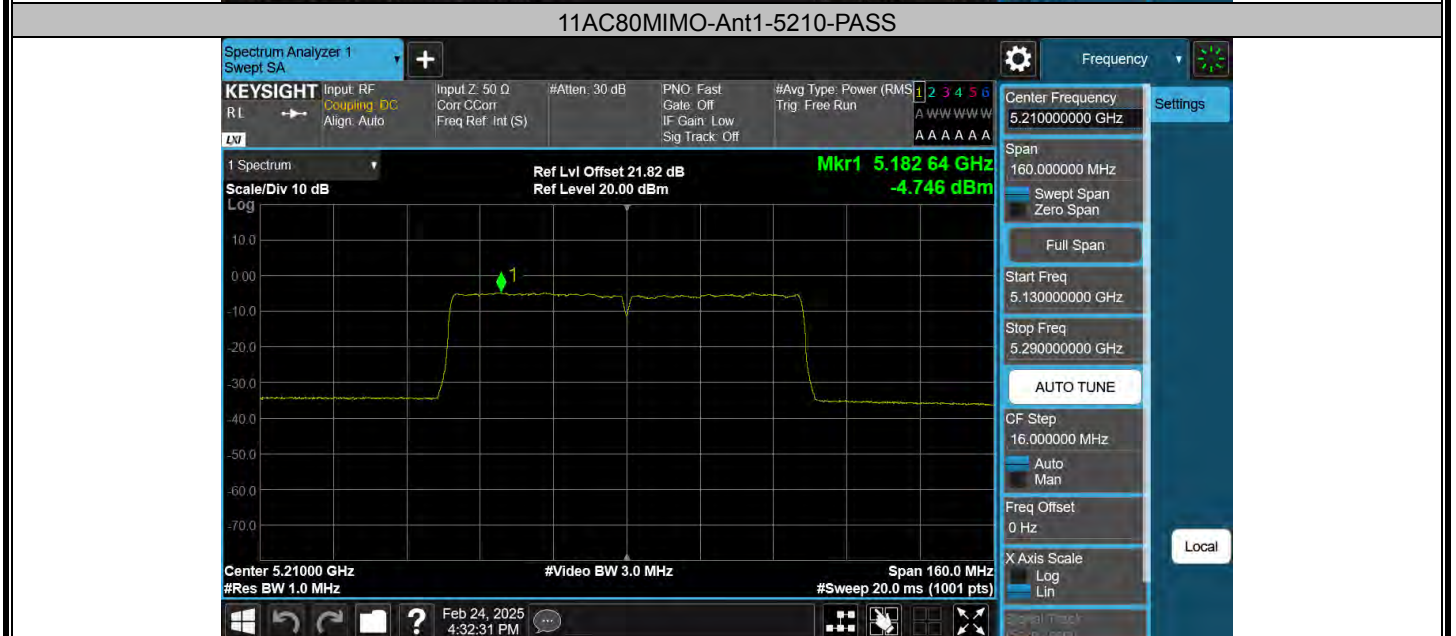 11AC80MIMO-Ant1-5210-PASS
Spectrum Analyzer 1
Swept SA
+
Frequency
KEYSIGHT
RL
LXI
Input: RF
Coupling: DC
Align: Auto
Input Z: 50 Ω
Corr CCorr
Freq Ref: Int (S)
#Atten: 30 dB
PNO: Fast
Gate: Off
IF Gain: Low
Sig Track: Off
#Avg Type: Power (RMS
Trig: Free Run
1 2 3 4 5 6
A WW WW W
A A A A A A
Center Frequency
5.210000000 GHz
Settings
1 Spectrum
Ref Lvl Offset 21.82 dB
Mkr1 5.182 64 GHz
Scale/Div 10 dB
Ref Level 20.00 dBm
-4.746 dBm
Log
10.0
0.00
-10.0
-20.0
-30.0
-40.0
-50.0
-60.0
-70.0
1
Span
160.000000 MHz
Swept Span
Zero Span
Full Span
Start Freq
5.130000000 GHz
Stop Freq
5.290000000 GHz
AUTO TUNE
CF Step
16.000000 MHz
Auto
Man
Freq Offset
0 Hz
X Axis Scale
Log
Lin
Signal Track
Local
Center 5.21000 GHz
#Video BW 3.0 MHz
Span 160.0 MHz
#Res BW 1.0 MHz
#Sweep 20.0 ms (1001 pts)
?
Feb 24, 2025
4:32:31 PM